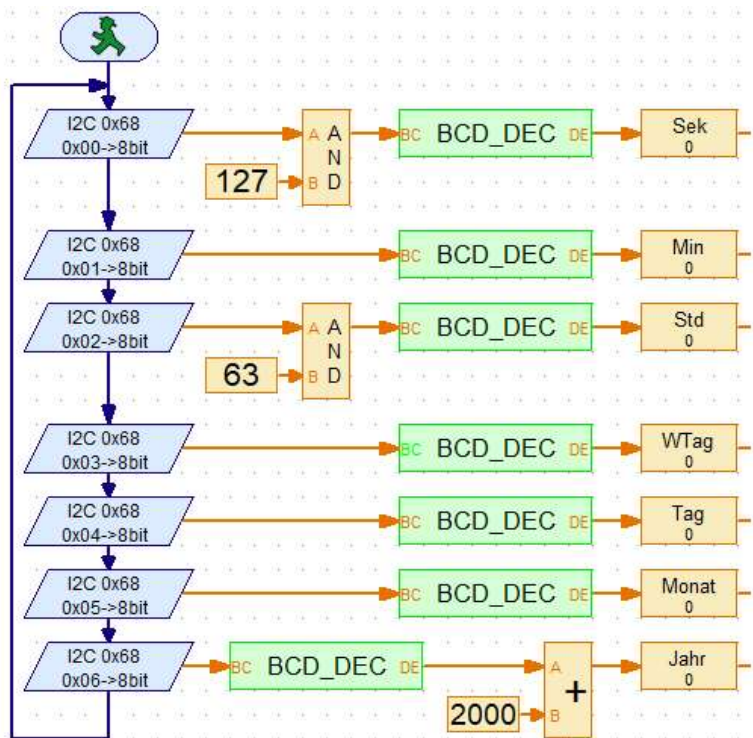 I2C 0x68
0x00->8bit
A
B
A
N
D
127
BC BCD_DEC DE
Sek
0
I2C 0x68
0x01->8bit
BC BCD_DEC DE
Min
0
I2C 0x68
0x02->8bit
A
B
A
N
D
63
BC BCD_DEC DE
Std
0
I2C 0x68
0x03->8bit
BC BCD_DEC DE
WTag
0
I2C 0x68
0x04->8bit
BC BCD_DEC DE
Tag
0
I2C 0x68
0x05->8bit
BC BCD_DEC DE
Monat
0
I2C 0x68
0x06->8bit
BC BCD_DEC DE
A
B
+
2000
Jahr
0